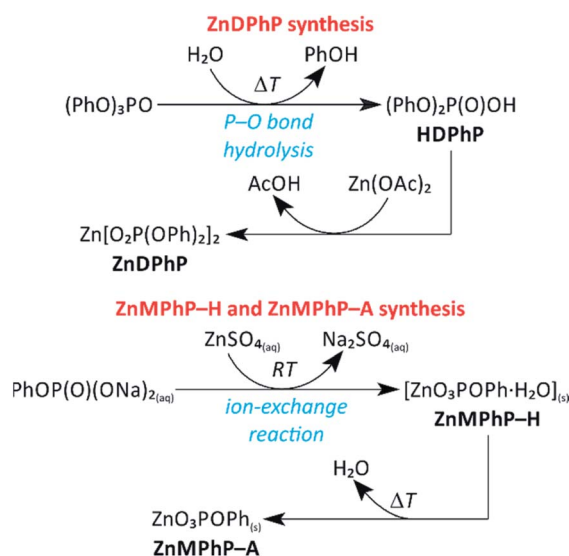 ZnDPhP synthesis
H₂O PhOH
ΔT
(PhO)₃PO (PhO)₂P(O)OH
P–O bond HDPhP
hydrolysis
AcOH Zn(OAc)₂
Zn[O₂P(OPh)₂]₂
ZnDPhP
ZnMPhP–H and ZnMPhP–A synthesis
ZnSO₄(aq) Na₂SO₄(aq)
RT
PhOP(O)(ONa)₂(aq) [ZnO₃POPh·H₂O](s)
ion-exchange ZnMPhP–H
reaction
H₂O
ΔT
ZnO₃POPh(s)
ZnMPhP–A